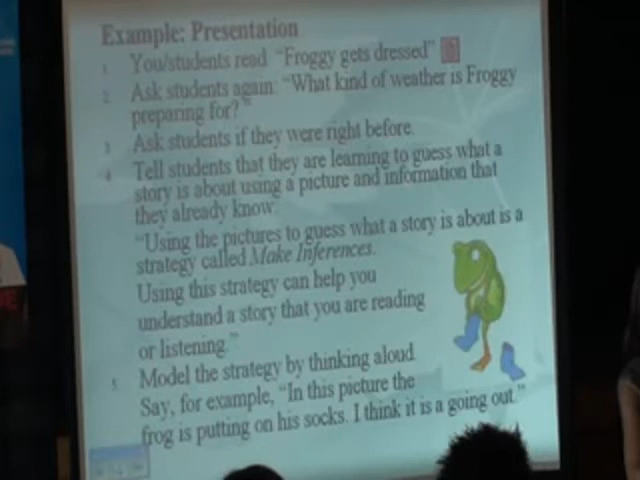 Example: Presentation
1. You/students read "Froggy gets dressed"
2. Ask students again: "What kind of weather is Froggy
preparing for?"
3. Ask students if they were right before.
4. Tell students that they are learning to guess what a
story is about using a picture and information that
they already know.
"Using the pictures to guess what a story is about is a
strategy called Make Inferences.
Using this strategy can help you
understand a story that you are reading
or listening."
5. Model the strategy by thinking aloud
Say, for example, "In this picture the
frog is putting on his socks. I think it is a going out."